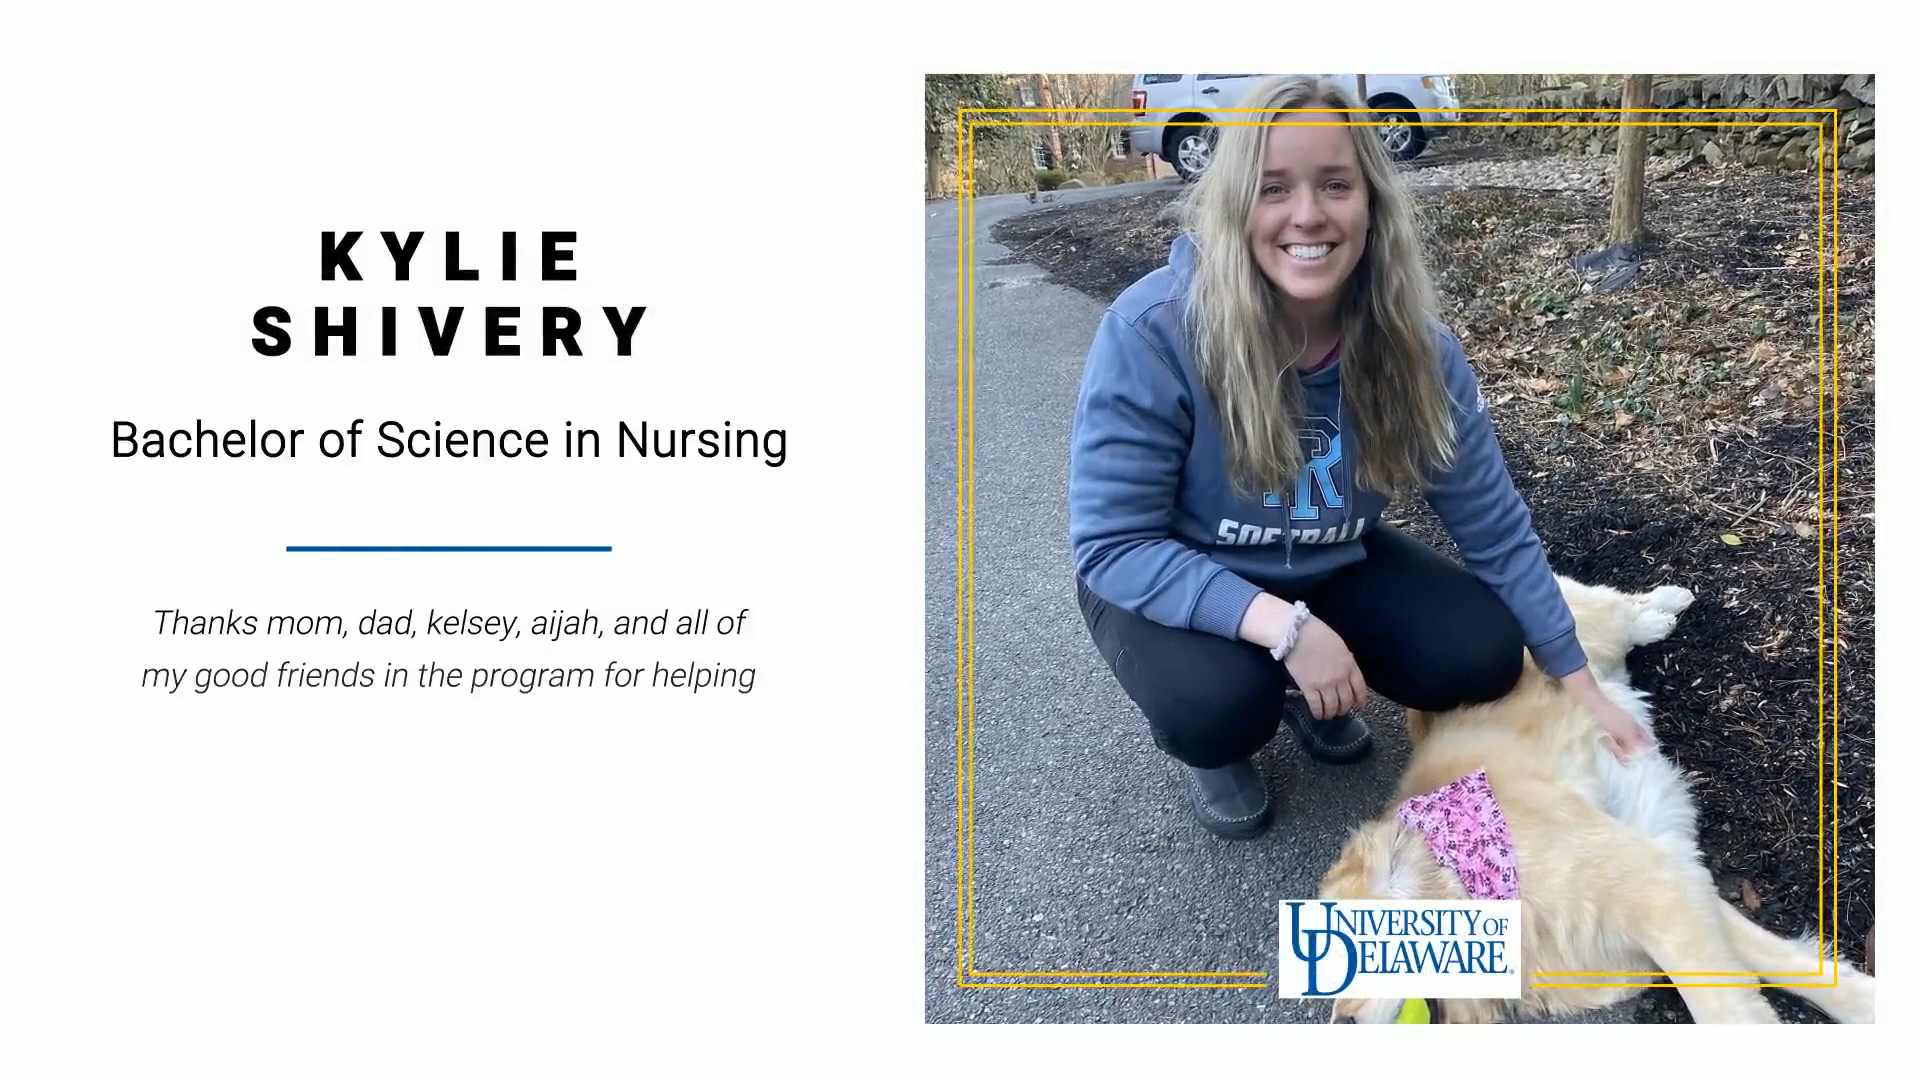 KYLIE
SHIVERY
Bachelor of Science in Nursing
Thanks mom, dad, kelsey, aijah, and all of
my good friends in the program for helping
R
SOFTBALL
UNIVERSITY OF
DELAWARE